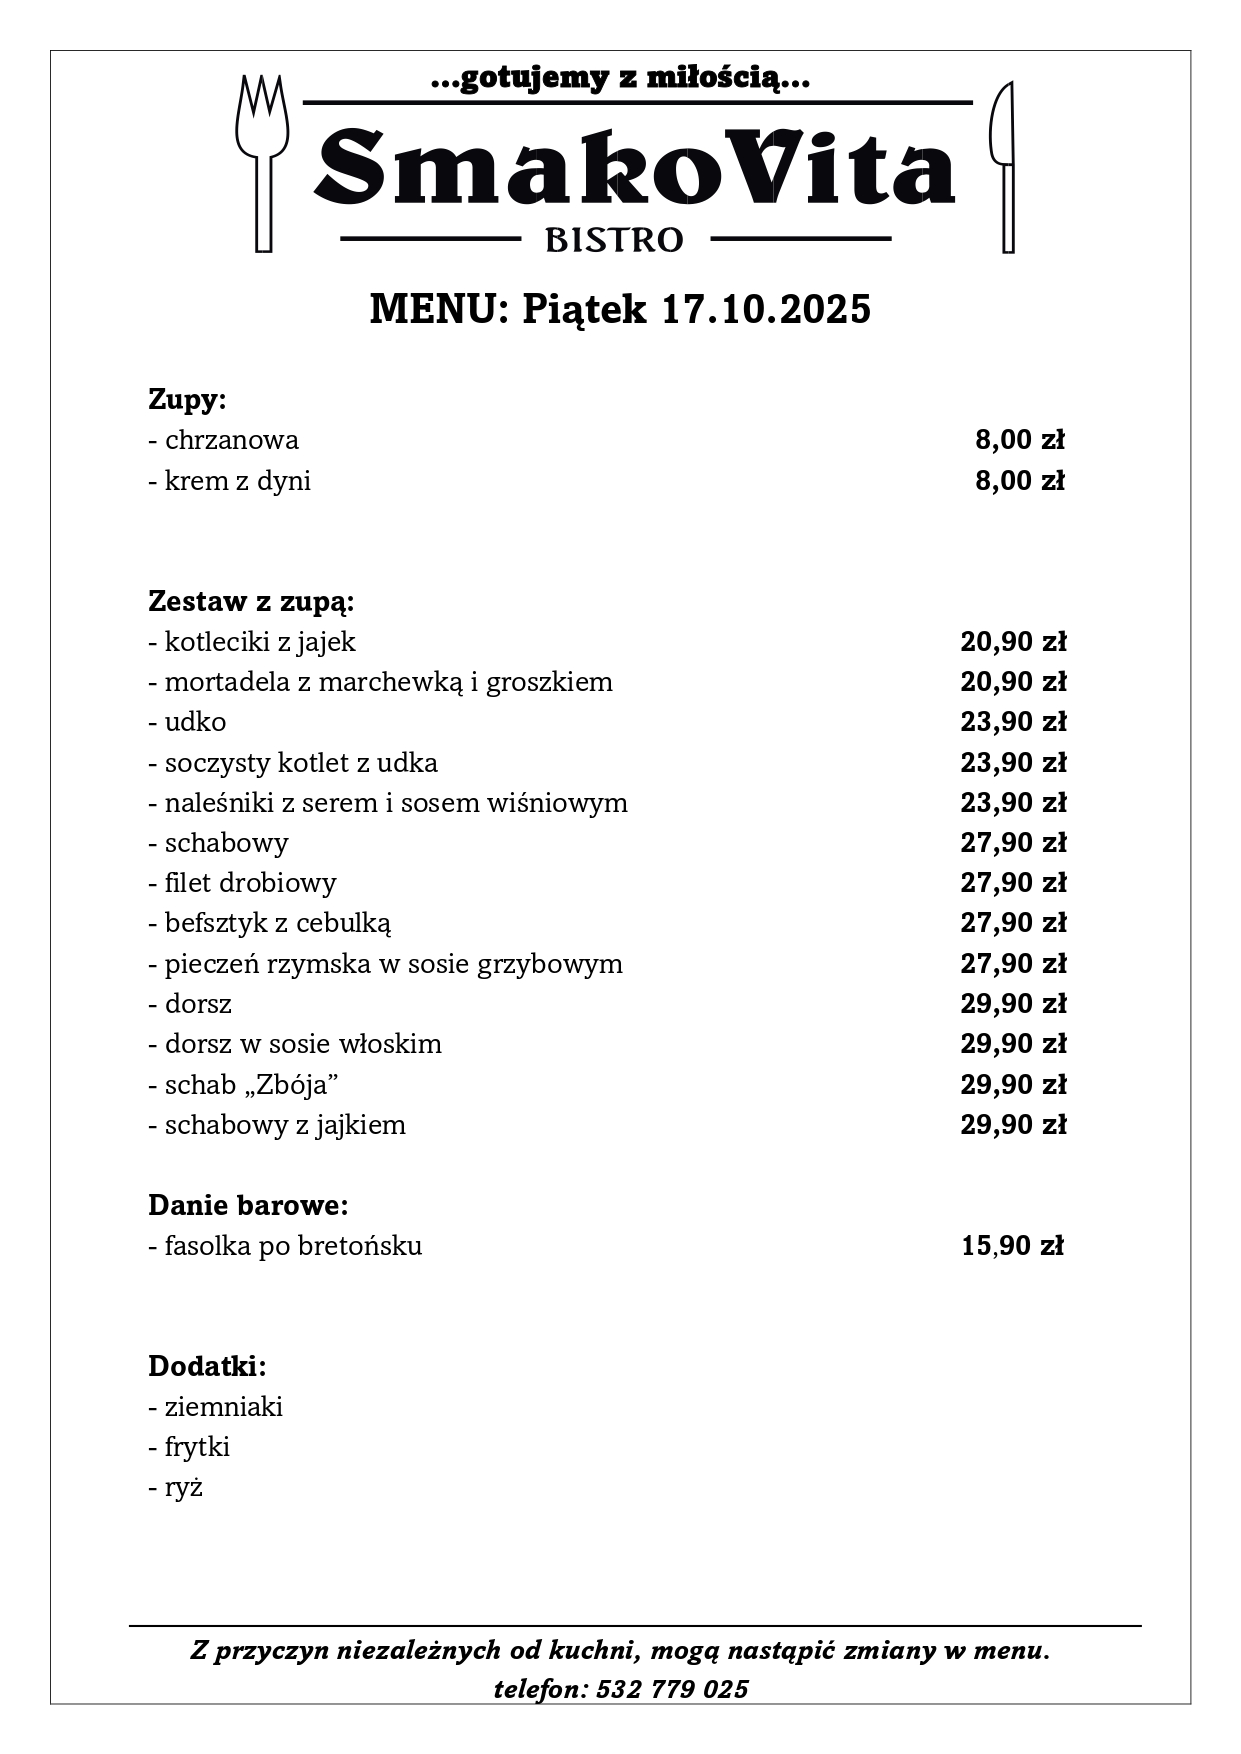 ...gotujemy z miłością...
SmakoVita
BISTRO
MENU: Piątek 17.10.2025
Zupy:
- chrzanowa 8,00 zł
- krem z dyni 8,00 zł
Zestaw z zupą:
- kotleciki z jajek 20,90 zł
- mortadela z marchewką i groszkiem 20,90 zł
- udko 23,90 zł
- soczysty kotlet z udka 23,90 zł
- naleśniki z serem i sosem wiśniowym 23,90 zł
- schabowy 27,90 zł
- filet drobiowy 27,90 zł
- befsztyk z cebulką 27,90 zł
- pieczeń rzymska w sosie grzybowym 27,90 zł
- dorsz 29,90 zł
- dorsz w sosie włoskim 29,90 zł
- schab „Zbója” 29,90 zł
- schabowy z jajkiem 29,90 zł
Danie barowe:
- fasolka po bretońsku 15,90 zł
Dodatki:
- ziemniaki
- frytki
- ryż
Z przyczyn niezależnych od kuchni, mogą nastąpić zmiany w menu.
telefon: 532 779 025